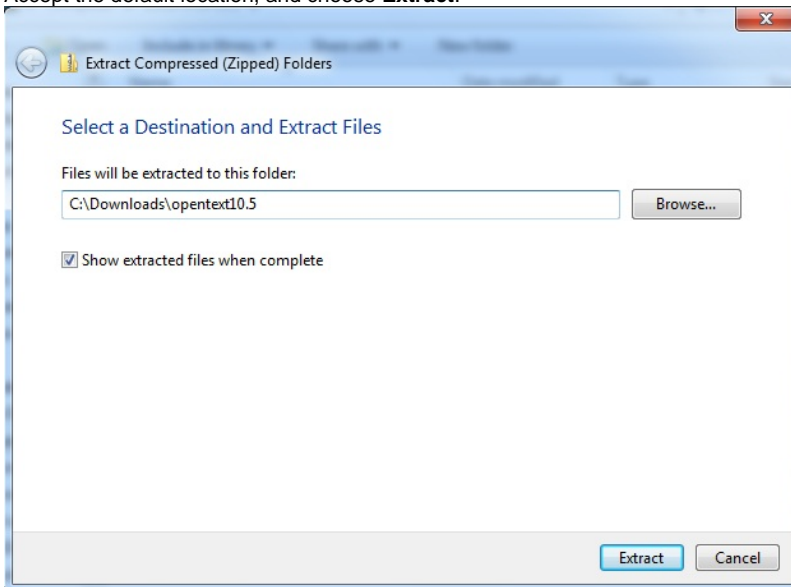 Accept the default location, and choose Extract.
Extract Compressed (Zipped) Folders
Select a Destination and Extract Files
Files will be extracted to this folder:
C:\Downloads\opentext10.5
Browse...
Show extracted files when complete
Extract
Cancel